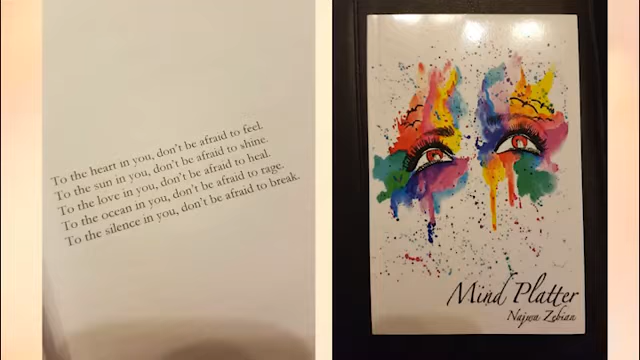 To the heart in you, don't be afraid to feel.
To the sun in you, don't be afraid to shine.
To the love in you, don't be afraid to heal.
To the ocean in you, don't be afraid to rage.
To the silence in you, don't be afraid to break.
Mind Platter
Najwa Zebian